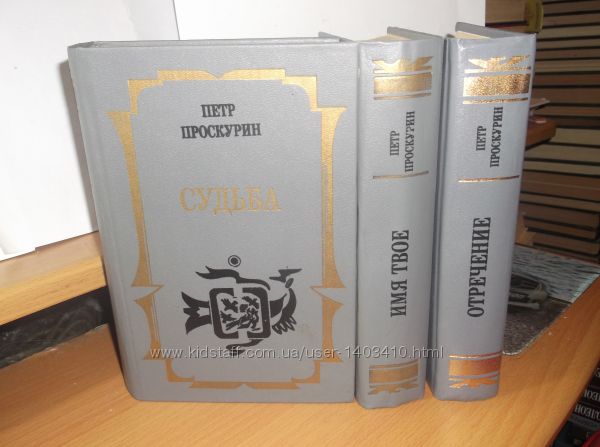 ПЕТР
ПРОСКУРИН
СУДЬБА
ПЕТР
ПРОСКУРИН
ИМЯ ТВОЕ
ПЕТР
ПРОСКУРИН
ОТРЕЧЕНИЕ
www.kidstaff.com.ua/user-1403410.html